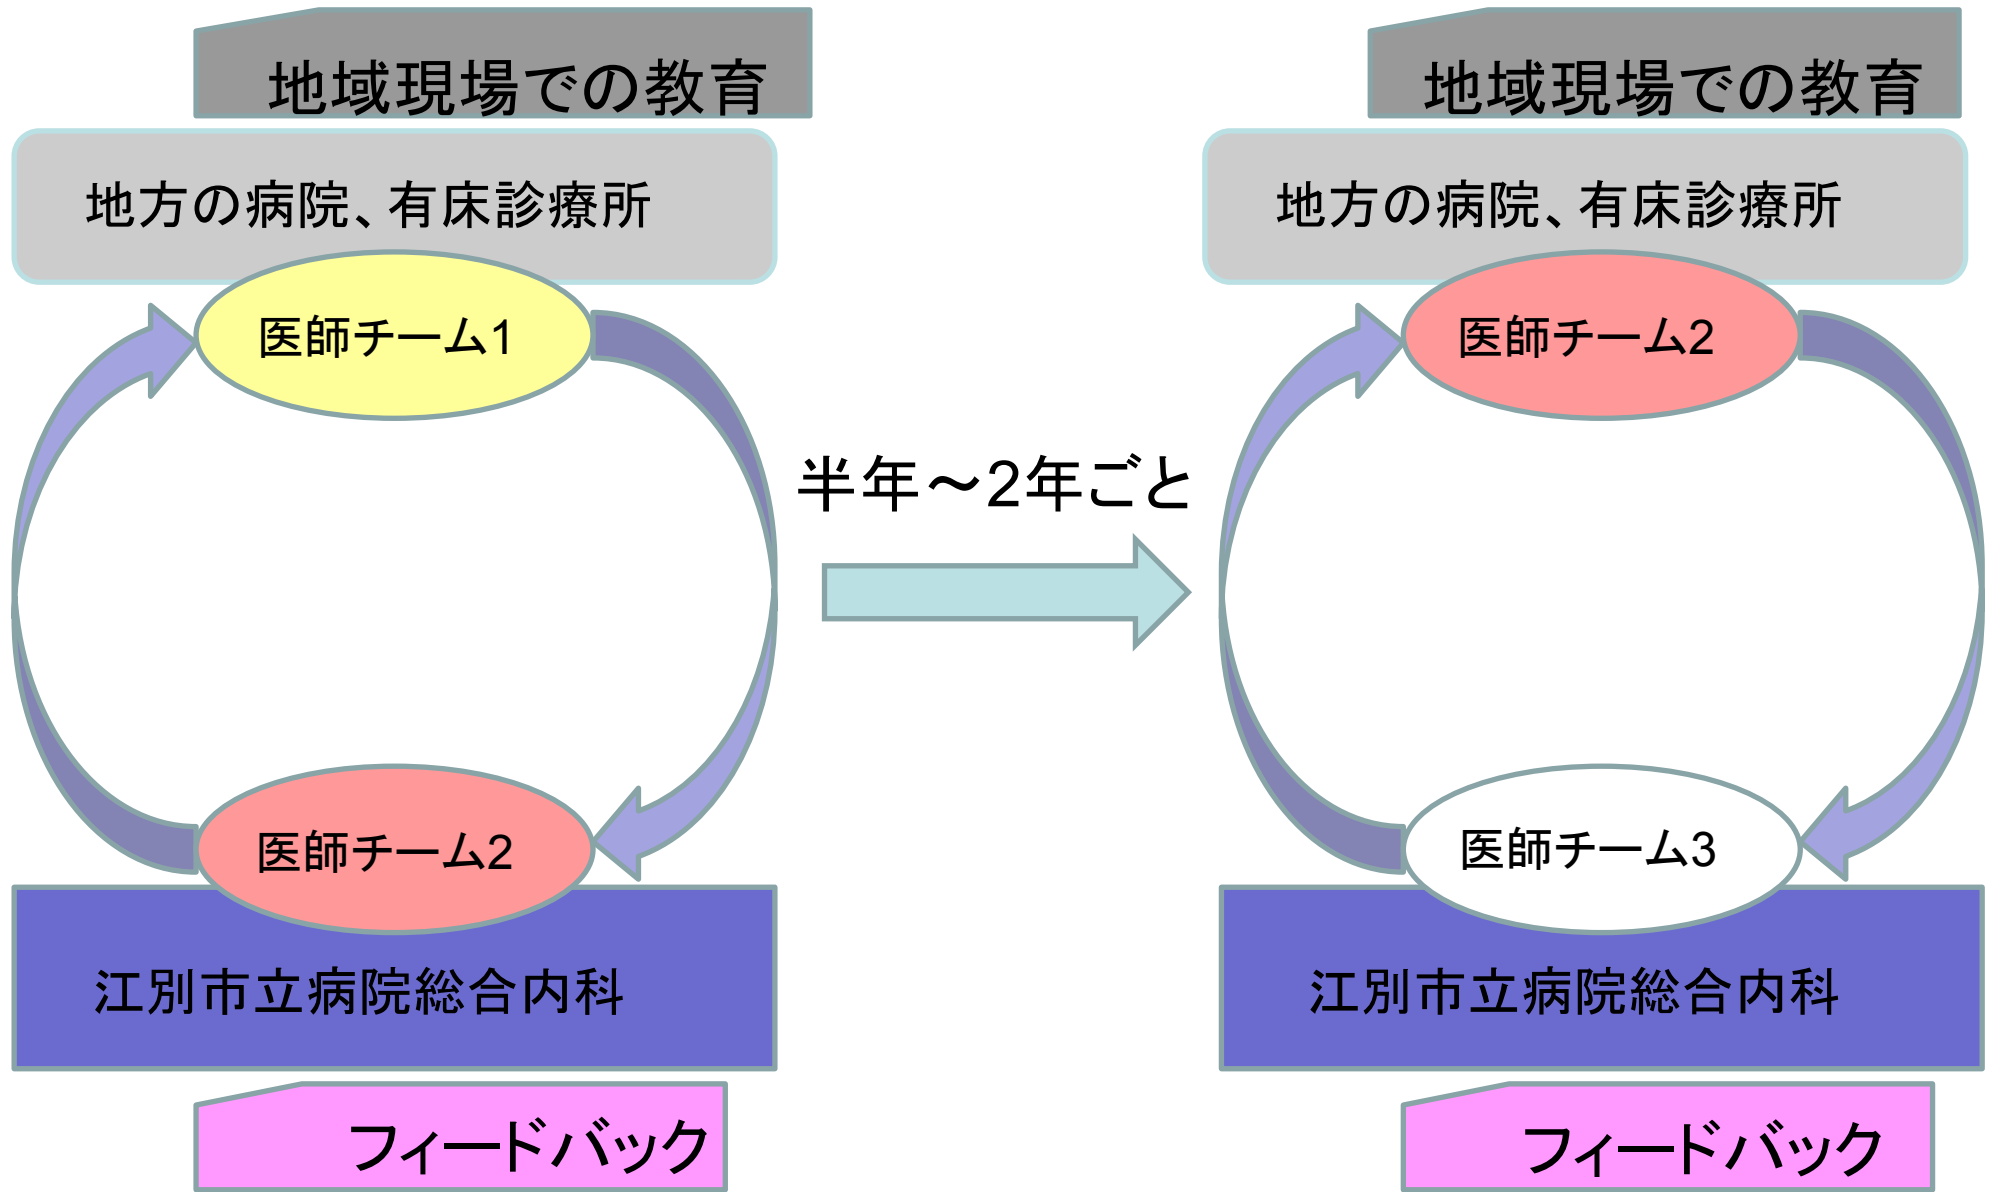 地域現場での教育
地方の病院、有床診療所
医師チーム1
医師チーム2
江別市立病院総合内科
フィードバック
半年～2年ごと
地域現場での教育
地方の病院、有床診療所
医師チーム2
医師チーム3
江別市立病院総合内科
フィードバック